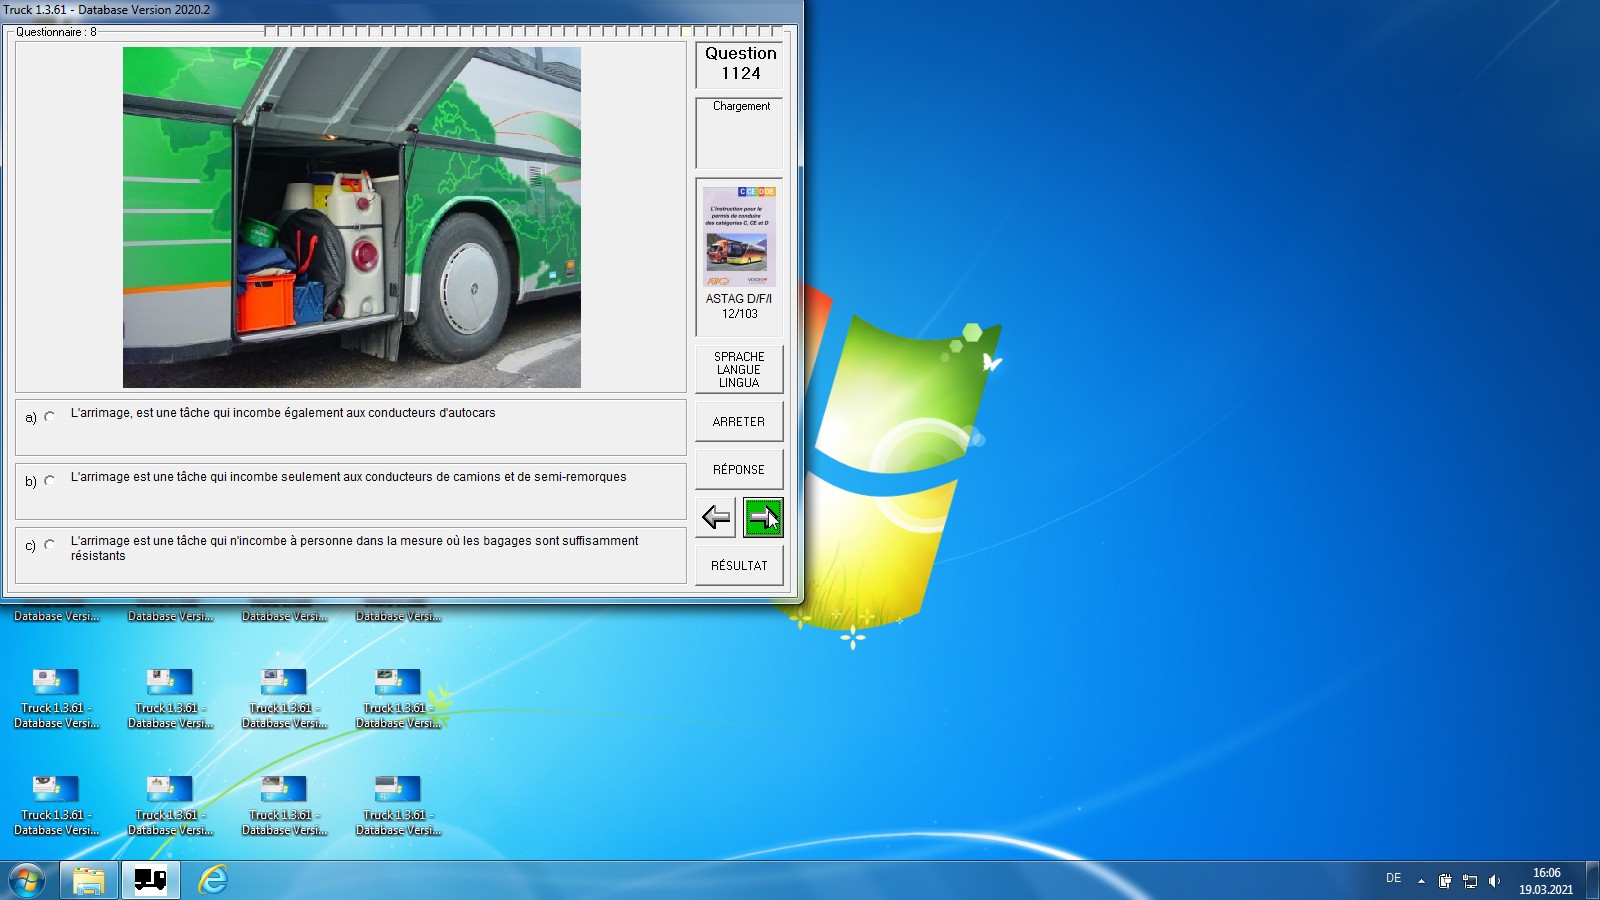 Truck 1.3.61 - Database Version 2020.2
Questionnaire : 8
Question
1124
Chargement
C CE D DE
L'instruction pour le
permis de conduire
des catégories C, CE et D
ASTAG D/F/I
12/103
SPRACHE
LANGUE
LINGUA
ARRETER
RÉPONSE
RÉSULTAT
a) L'arrimage, est une tâche qui incombe également aux conducteurs d'autocars
b) L'arrimage est une tâche qui incombe seulement aux conducteurs de camions et de semi-remorques
c) L'arrimage est une tâche qui n'incombe à personne dans la mesure où les bagages sont suffisamment
résistants
Database Versi... Database Versi... Database Versi... Database Versi...
Truck 1.3.61 - Truck 1.3.61 - Truck 1.3.61 - Truck 1.3.61 -
Database Versi... Database Versi... Database Versi... Database Versi...
Truck 1.3.61 - Truck 1.3.61 - Truck 1.3.61 - Truck 1.3.61 -
Database Versi... Database Versi... Database Versi... Database Versi...
DE
16:06
19.03.2021